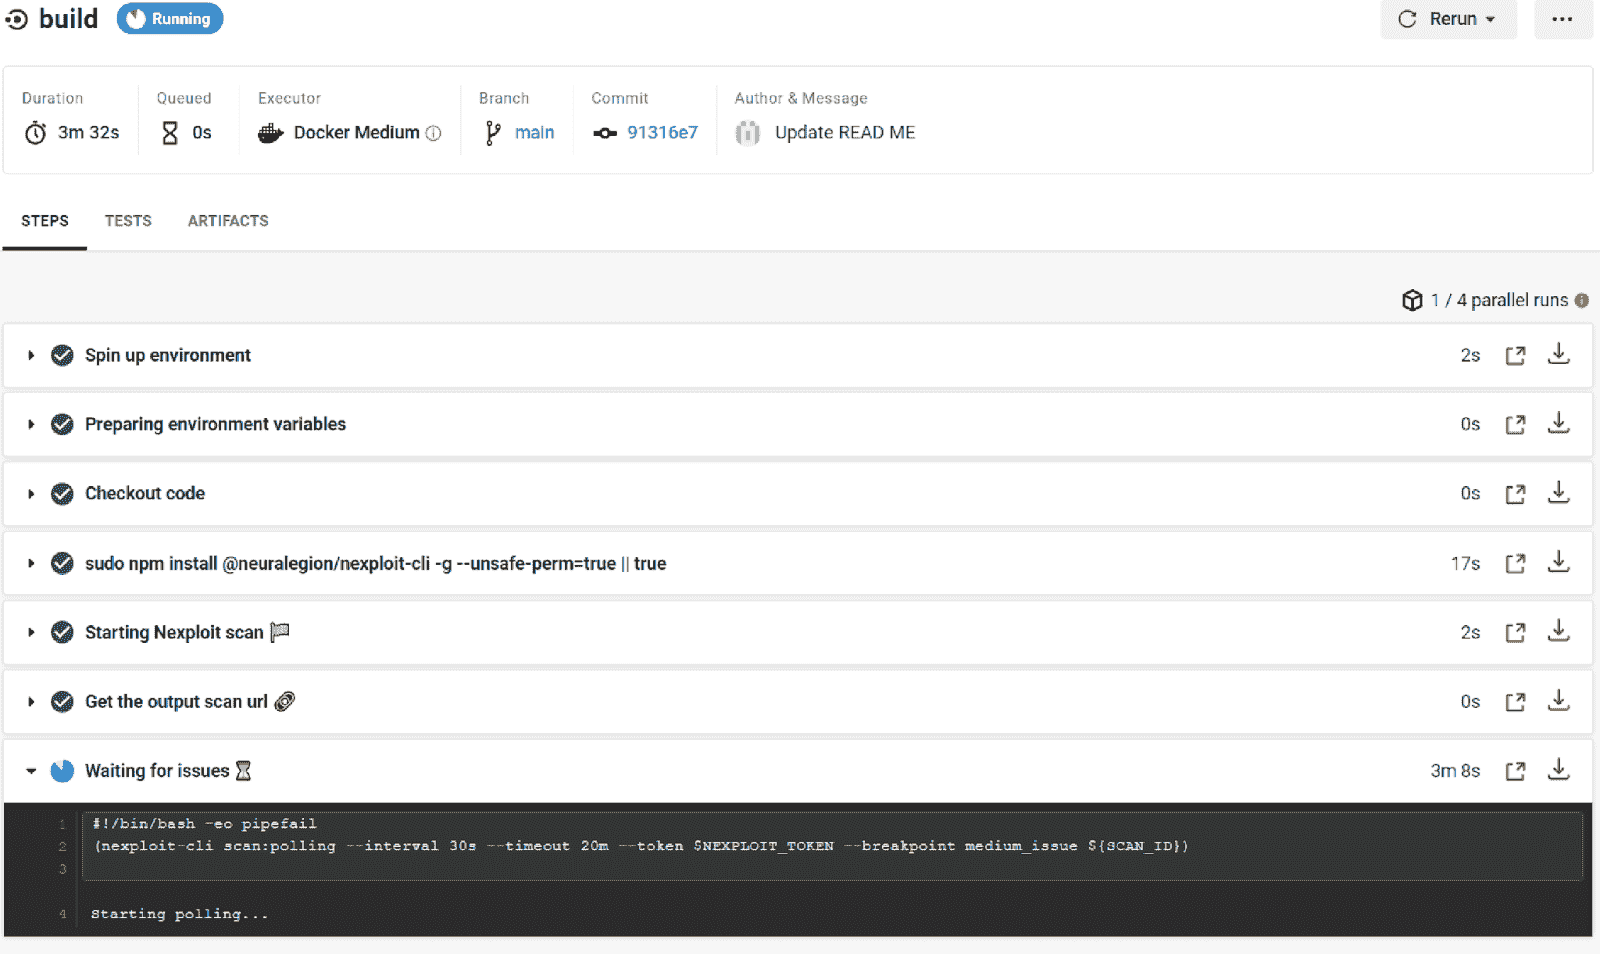 build Running Rerun
Duration Queued Executor Branch Commit Author & Message
3m 32s 0s Docker Medium main 91316e7 Update READ ME
STEPS TESTS ARTIFACTS
1 / 4 parallel runs
Spin up environment 2s
Preparing environment variables 0s
Checkout code 0s
sudo npm install @neuralegion/nexploit-cli -g --unsafe-perm=true || true 17s
Starting Nexploit scan 2s
Get the output scan url 0s
Waiting for issues 3m 8s
1 #!/bin/bash -eo pipefail
2 (nexploit-cli scan:polling --interval 30s --timeout 20m --token $NEXPLOIT_TOKEN --breakpoint medium_issue ${SCAN_ID})
3
4 Starting polling...